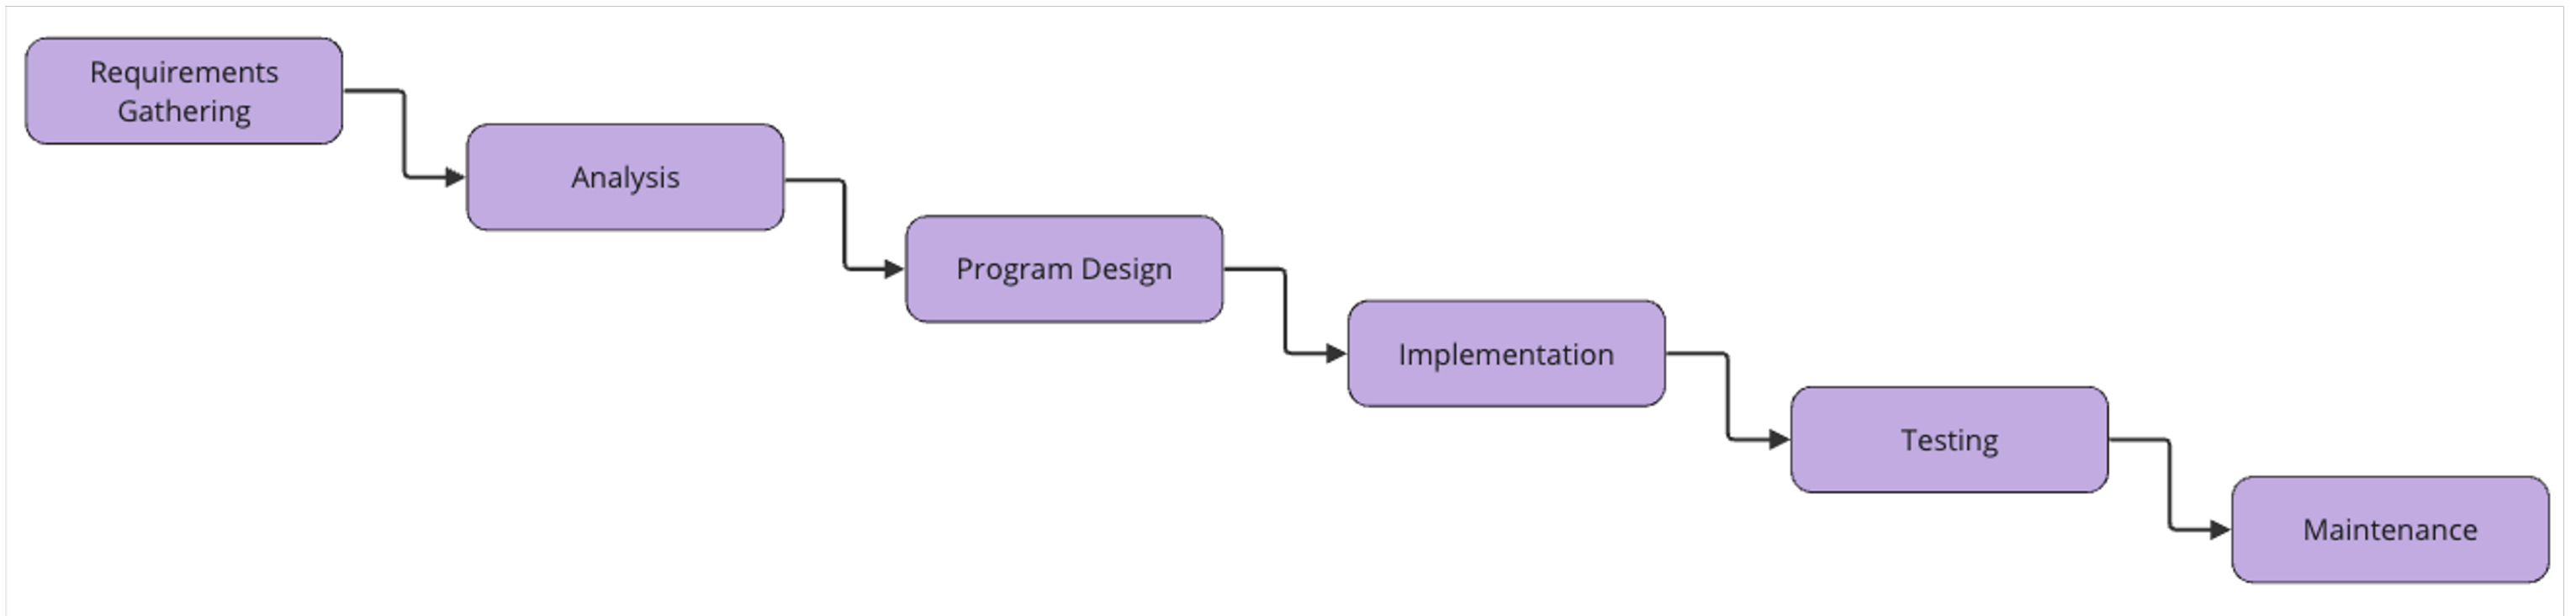 Requirements
Gathering
Analysis
Program Design
Implementation
Testing
Maintenance